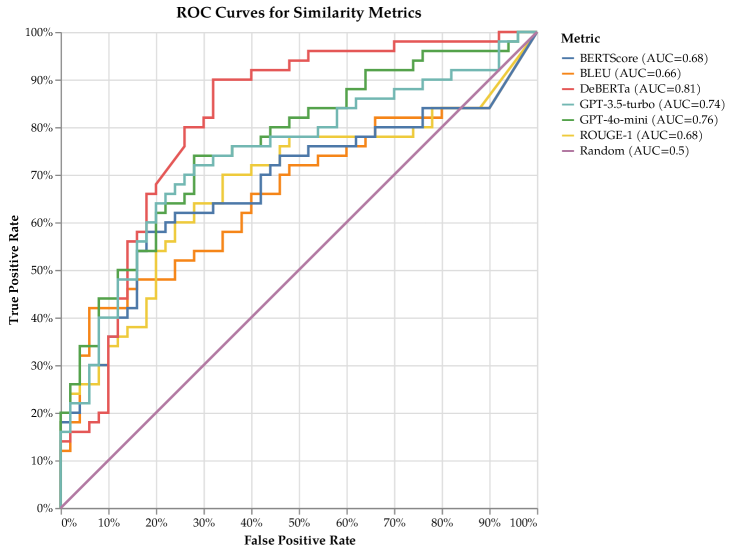 ROC Curves for Similarity Metrics
Metric
BERTScore (AUC=0.68)
BLEU (AUC=0.66)
DeBERTa (AUC=0.81)
GPT-3.5-turbo (AUC=0.74)
GPT-4o-mini (AUC=0.76)
ROUGE-1 (AUC=0.68)
Random (AUC=0.5)
True Positive Rate
100%
90%
80%
70%
60%
50%
40%
30%
20%
10%
0%
0% 10% 20% 30% 40% 50% 60% 70% 80% 90% 100%
False Positive Rate